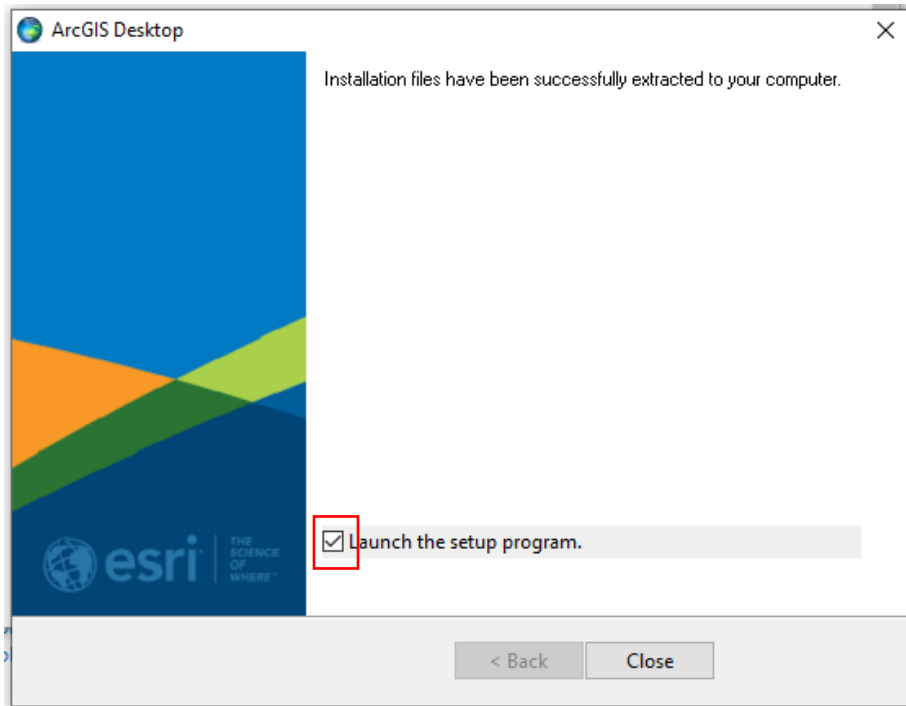 ArcGIS Desktop
Installation files have been successfully extracted to your computer.
Launch the setup program.
esri
THE
SCIENCE
OF
WHERE™
< Back
Close